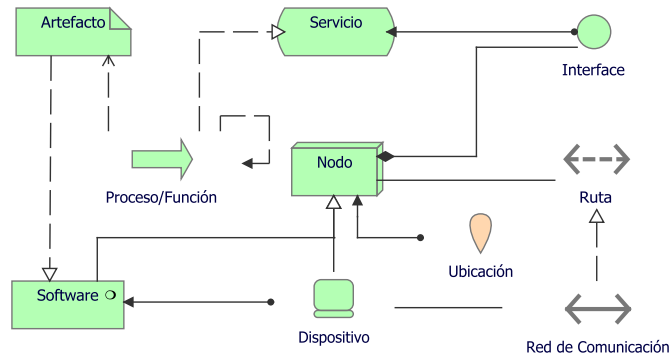 Artefacto
Servicio
Interface
Proceso/Función
Nodo
Ruta
Ubicación
Software
Dispositivo
Red de Comunicación